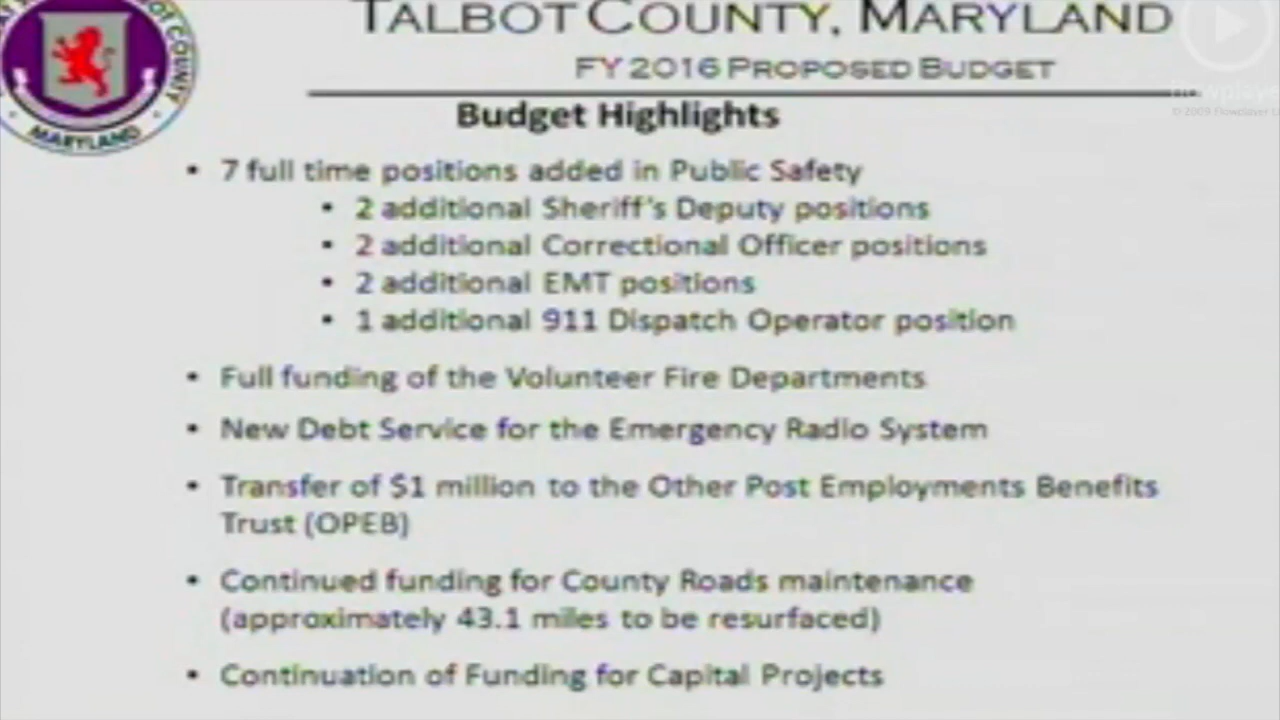 TALBOT COUNTY, MARYLAND
FY 2016 PROPOSED BUDGET
Budget Highlights
• 7 full time positions added in Public Safety
• 2 additional Sheriff's Deputy positions
• 2 additional Correctional Officer positions
• 2 additional EMT positions
• 1 additional 911 Dispatch Operator position
• Full funding of the Volunteer Fire Departments
• New Debt Service for the Emergency Radio System
• Transfer of $1 million to the Other Post Employments Benefits
Trust (OPEB)
• Continued funding for County Roads maintenance
(approximately 43.1 miles to be resurfaced)
• Continuation of Funding for Capital Projects
COUNTY
MARYLAND
© 2009